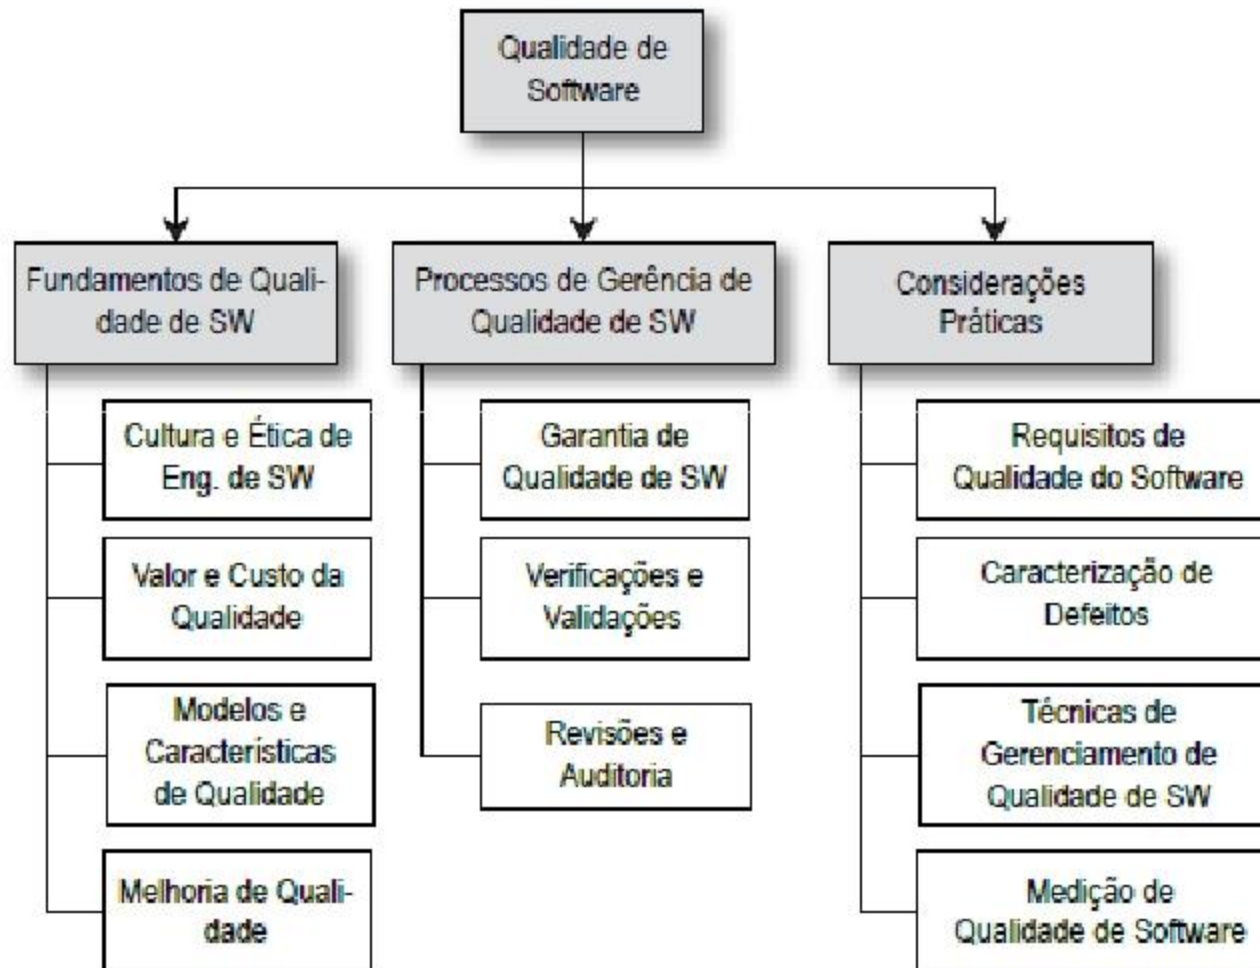 Qualidade de
Software
Fundamentos de Quali-
dade de SW
Cultura e Ética de
Eng. de SW
Valor e Custo da
Qualidade
Modelos e
Características
de Qualidade
Melhoria de Quali-
dade
Processos de Gerência de
Qualidade de SW
Garantia de
Qualidade de SW
Verificações e
Validações
Revisões e
Auditoria
Considerações
Práticas
Requisitos de
Qualidade do Software
Caracterização de
Defeitos
Técnicas de
Gerenciamento de
Qualidade de SW
Medição de
Qualidade de Software